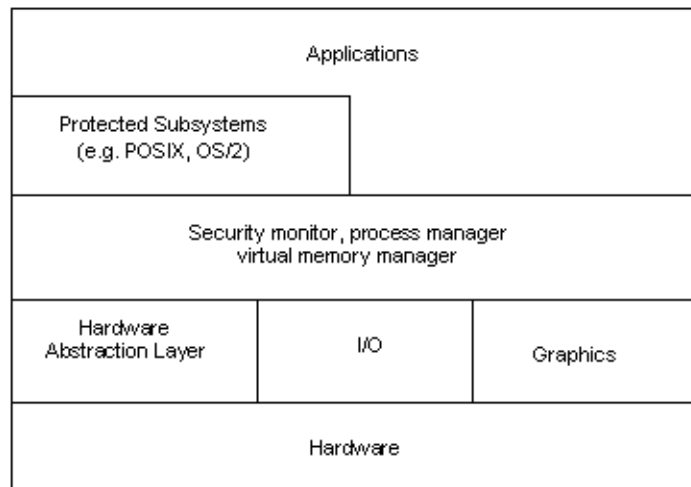 Applications
Protected Subsystems
(e.g. POSIX, OS/2)
Security monitor, process manager
virtual memory manager
Hardware
Abstraction Layer
I/O
Graphics
Hardware